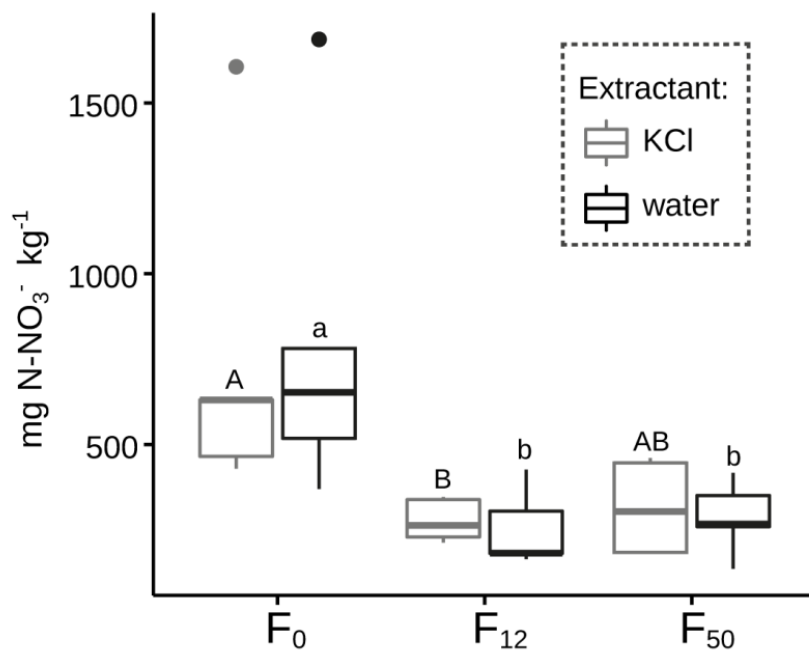 mg N-NO₃⁻ kg⁻¹
1500
1000
500
Extractant:
KCl
water
A
a
B
b
AB
b
F₀
F₁₂
F₅₀